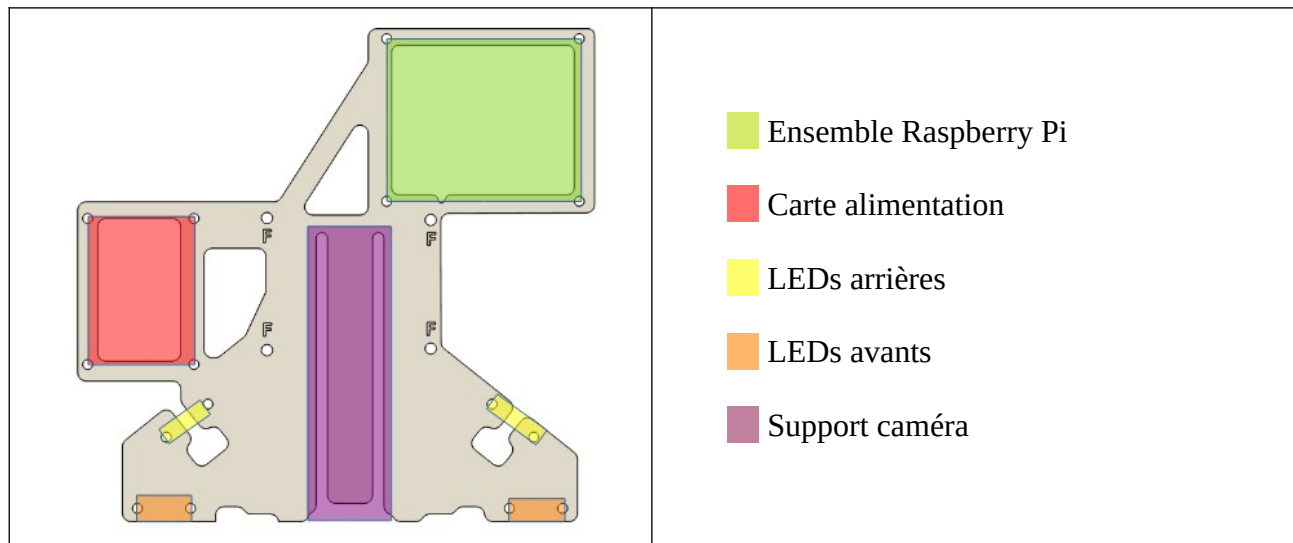 F
F
F
F
Ensemble Raspberry Pi
Carte alimentation
LEDs arrières
LEDs avants
Support caméra